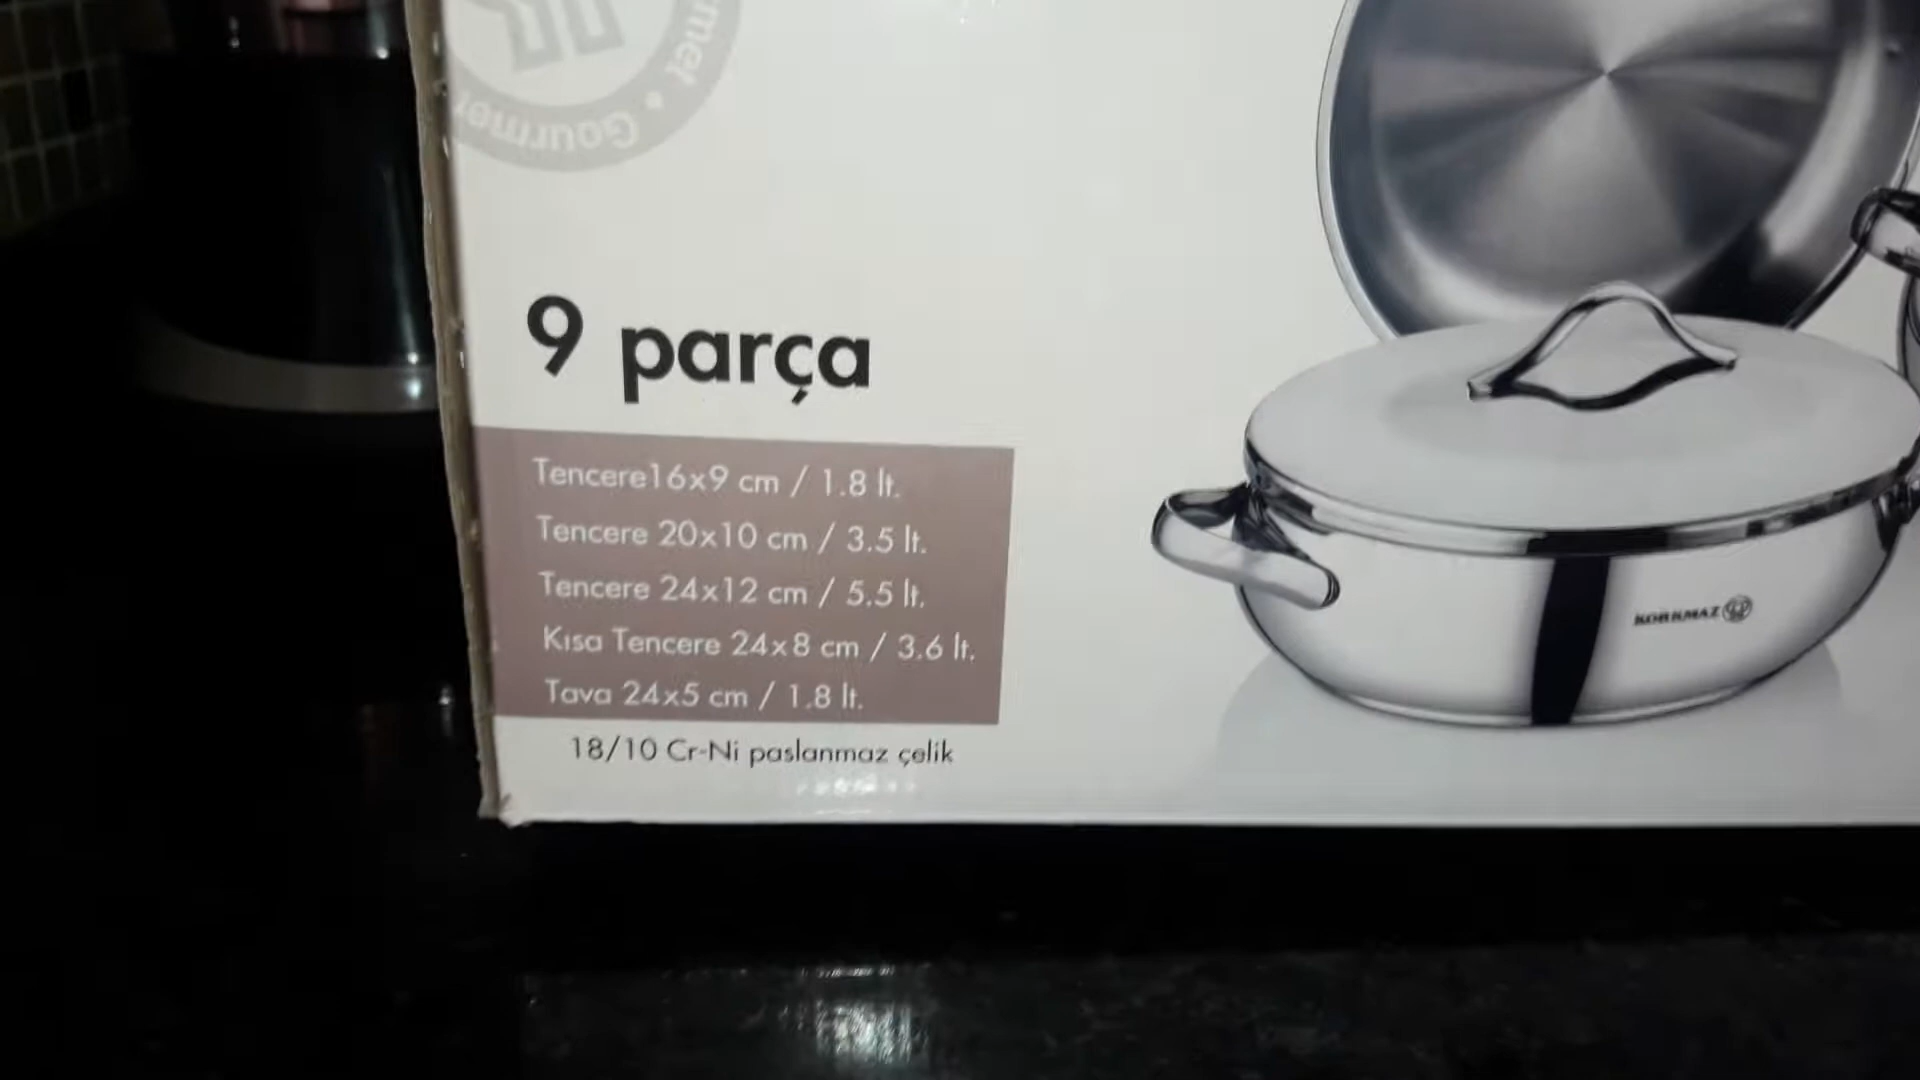 Gourmet
9 parça
Tencere16x9 cm / 1.8 lt.
Tencere 20x10 cm / 3.5 lt.
Tencere 24x12 cm / 5.5 lt.
Kısa Tencere 24x8 cm / 3.6 lt.
Tava 24x5 cm / 1.8 lt.
18/10 Cr-Ni paslanmaz çelik
KORKMAZ